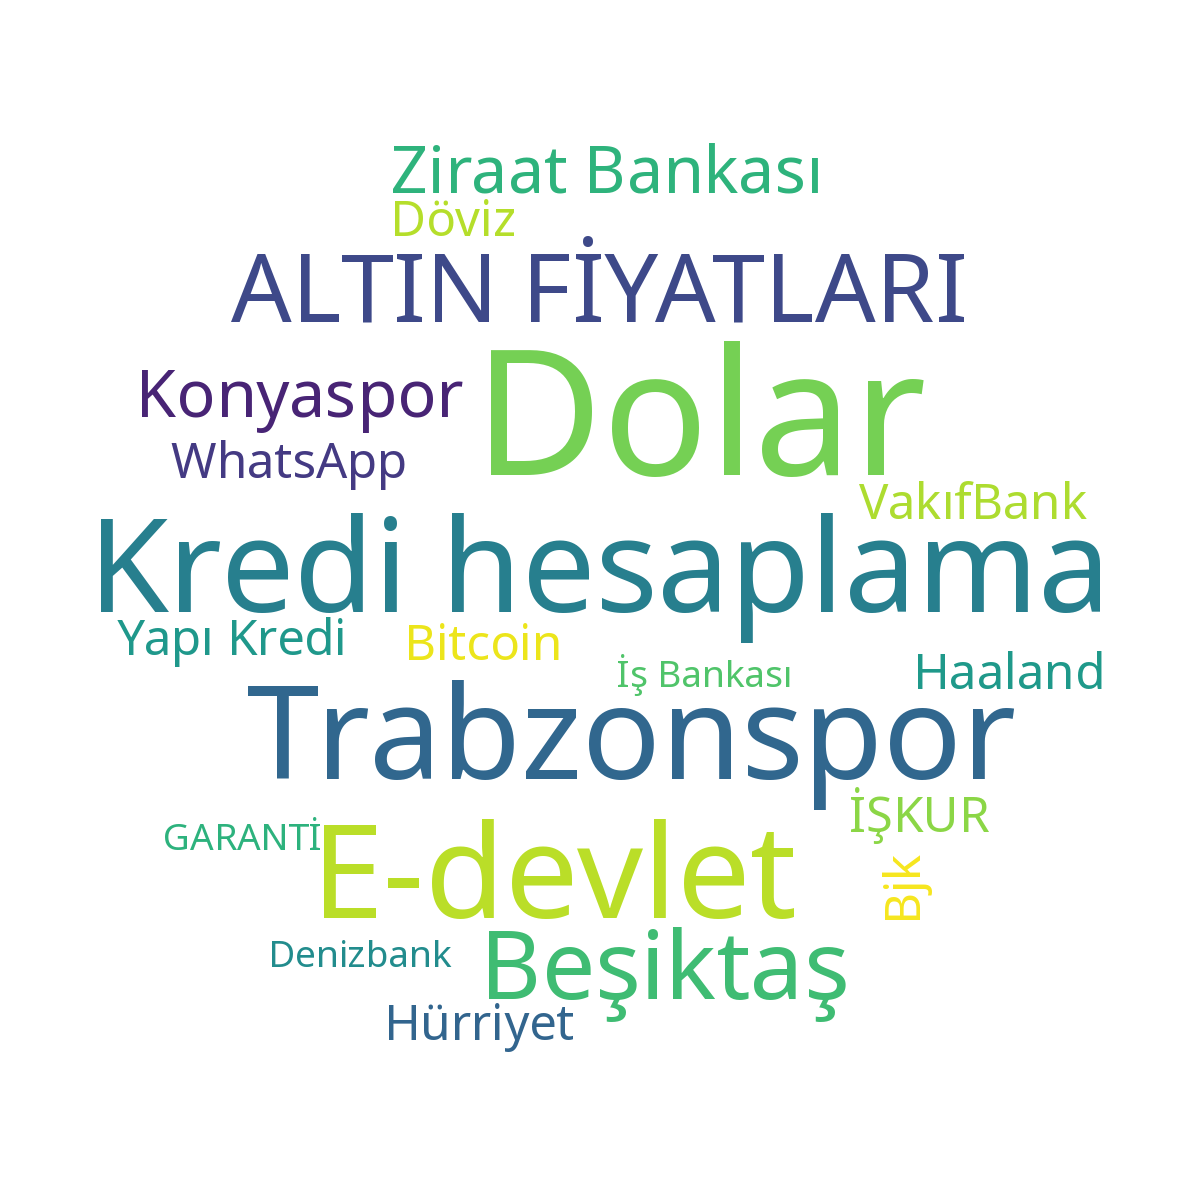 Ziraat Bankası
Döviz
ALTIN FİYATLARI
Dolar
Konyaspor
WhatsApp
VakıfBank
Kredi hesaplama
Yapı Kredi
Bitcoin
İş Bankası
Haaland
Trabzonspor
İŞKUR
GARANTİ
E-devlet
Bjk
Denizbank
Beşiktaş
Hürriyet